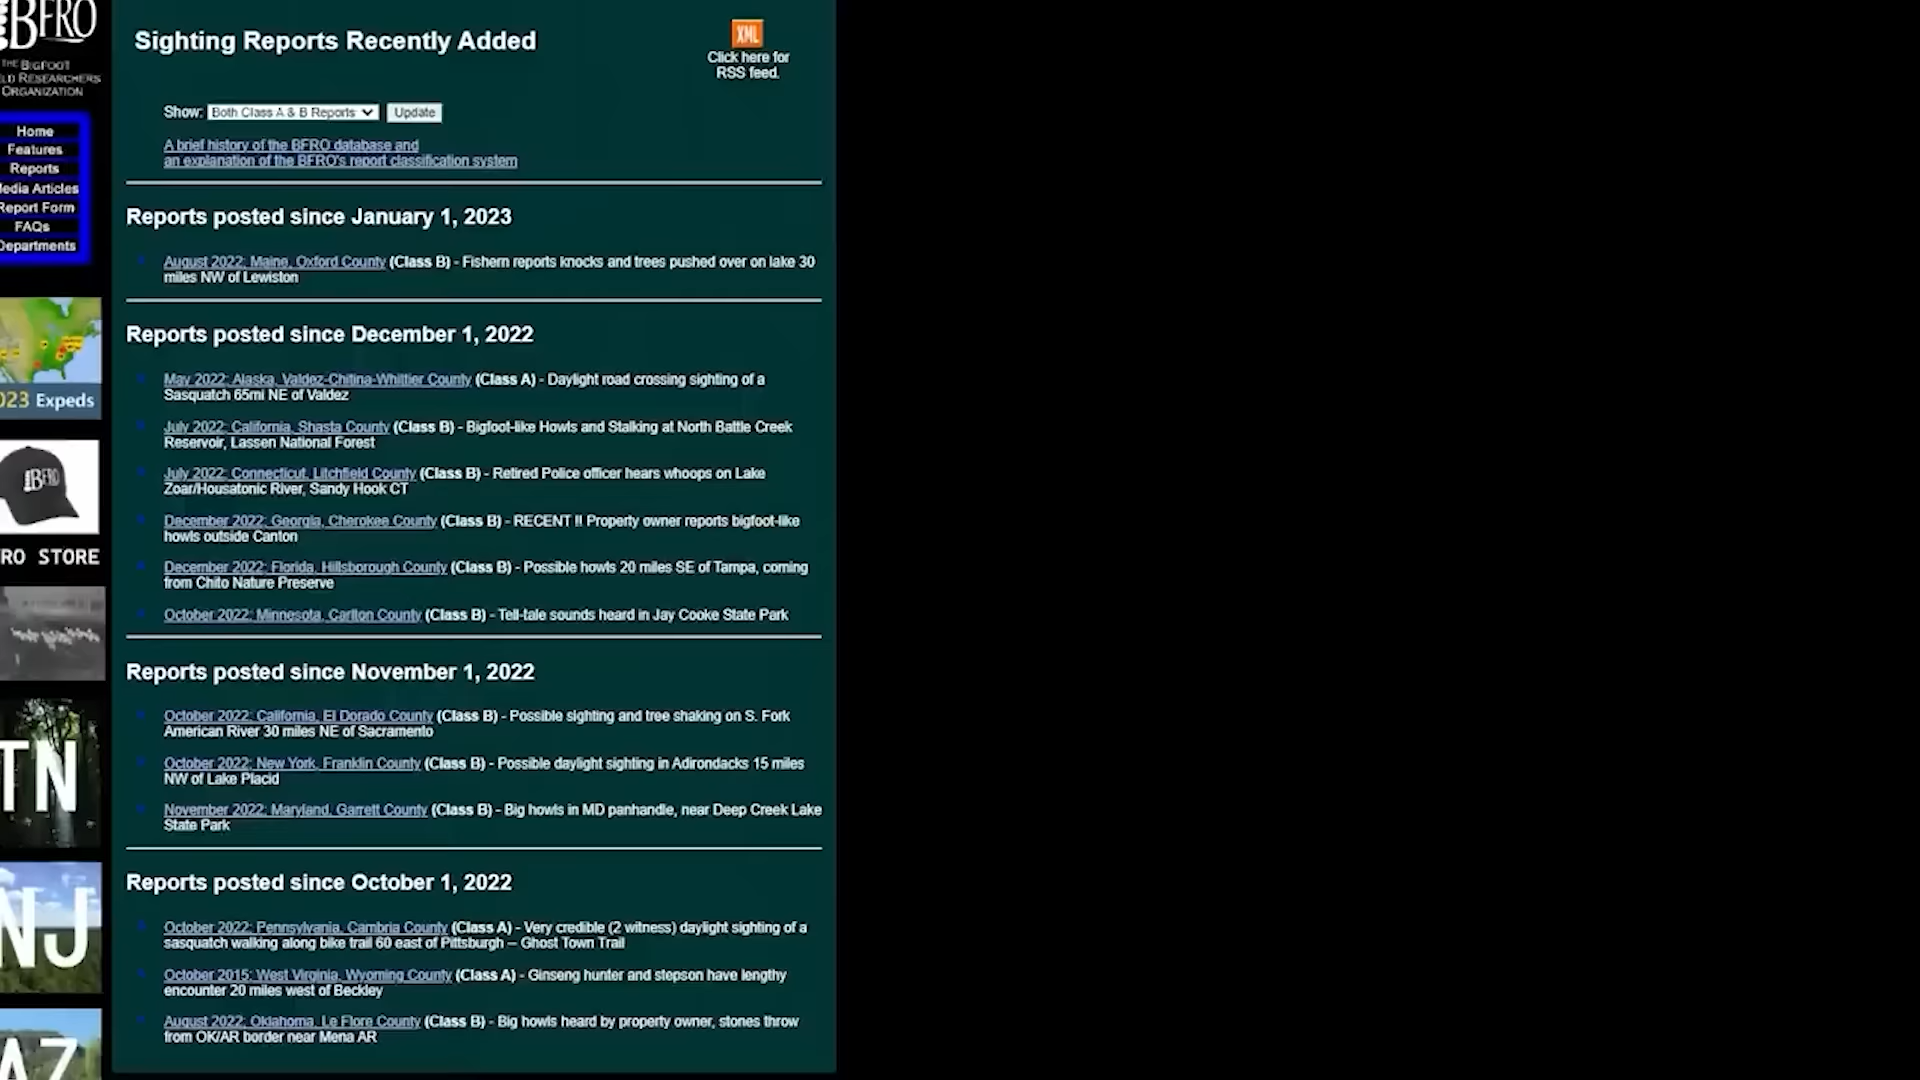 BFRO
THE BIGFOOT
LD RESEARCHERS
ORGANIZATION
Home
Features
Reports
edia Articles
Report Form
FAQs
Departments
023 Expeds
BFRO
RO STORE
TN
NJ
AZ
Sighting Reports Recently Added
XML
Click here for
RSS feed.
Show: Both Class A & B Reports Update
A brief history of the BFRO database and
an explanation of the BFRO's report classification system
Reports posted since January 1, 2023
August 2022: Maine, Oxford County (Class B) - Fishern reports knocks and trees pushed over on lake 30
miles NW of Lewiston
Reports posted since December 1, 2022
May 2022: Alaska, Valdez-Chitina-Whittier County (Class A) - Daylight road crossing sighting of a
Sasquatch 65mi NE of Valdez
July 2022: California, Shasta County (Class B) - Bigfoot-like Howls and Stalking at North Battle Creek
Reservoir, Lassen National Forest
July 2022: Connecticut, Litchfield County (Class B) - Retired Police officer hears whoops on Lake
Zoar/Housatonic River, Sandy Hook CT
December 2022: Georgia, Cherokee County (Class B) - RECENT !! Property owner reports bigfoot-like
howls outside Canton
December 2022: Florida, Hillsborough County (Class B) - Possible howls 20 miles SE of Tampa, coming
from Chito Nature Preserve
October 2022: Minnesota, Carlton County (Class B) - Tell-tale sounds heard in Jay Cooke State Park
Reports posted since November 1, 2022
October 2022: California, El Dorado County (Class B) - Possible sighting and tree shaking on S. Fork
American River 30 miles NE of Sacramento
October 2022: New York, Franklin County (Class B) - Possible daylight sighting in Adirondacks 15 miles
NW of Lake Placid
November 2022: Maryland, Garrett County (Class B) - Big howls in MD panhandle, near Deep Creek Lake
State Park
Reports posted since October 1, 2022
October 2022: Pennsylvania, Cambria County (Class A) - Very credible (2 witness) daylight sighting of a
sasquatch walking along bike trail 60 east of Pittsburgh -- Ghost Town Trail
October 2015: West Virginia, Wyoming County (Class A) - Ginseng hunter and stepson have lengthy
encounter 20 miles west of Beckley
August 2022: Oklahoma, Le Flore County (Class B) - Big howls heard by property owner, stones throw
from OK/AR border near Mena AR